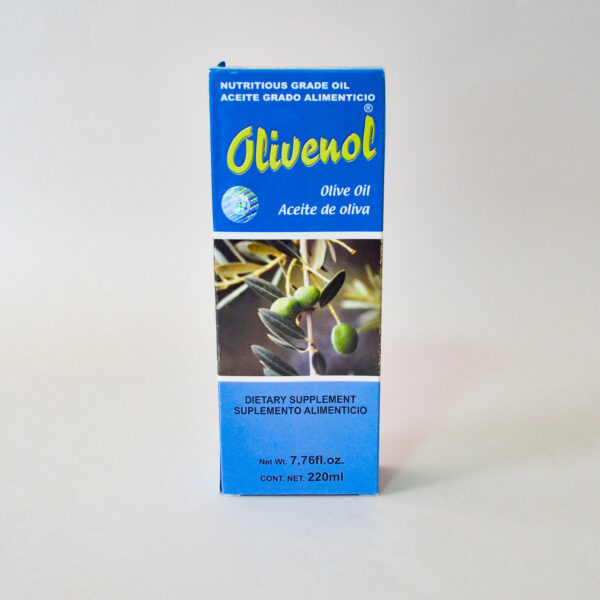 NUTRITIOUS GRADE OIL
ACEITE GRADO ALIMENTICIO
Olivenol®
Olive Oil
Aceite de oliva
DIETARY SUPPLEMENT
SUPLEMENTO ALIMENTICIO
Net Wt. 7,76fl.oz.
CONT. NET. 220ml